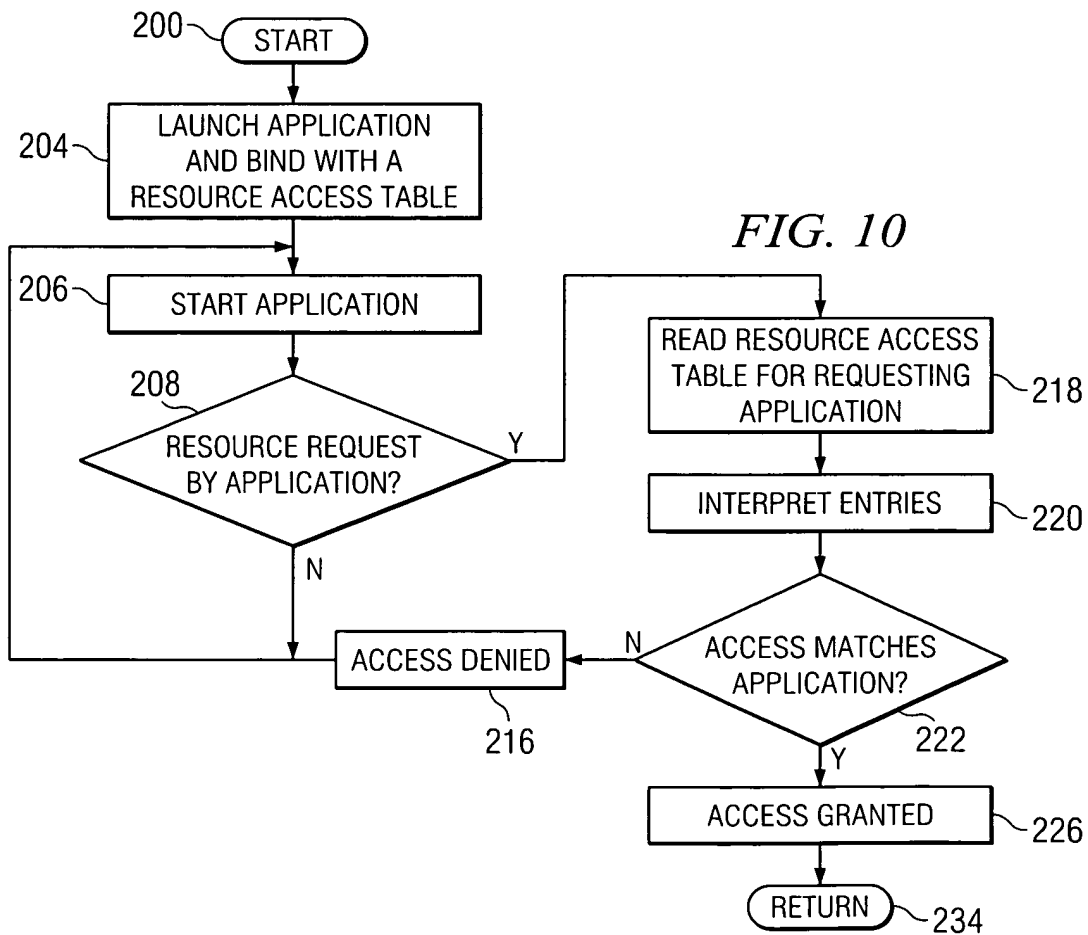 200
START
204
LAUNCH APPLICATION
AND BIND WITH A
RESOURCE ACCESS TABLE
FIG. 10
206
START APPLICATION
208
RESOURCE REQUEST
BY APPLICATION?
Y
N
READ RESOURCE ACCESS
TABLE FOR REQUESTING
APPLICATION
218
INTERPRET ENTRIES
220
ACCESS MATCHES
APPLICATION?
222
N
ACCESS DENIED
216
Y
ACCESS GRANTED
226
RETURN
234